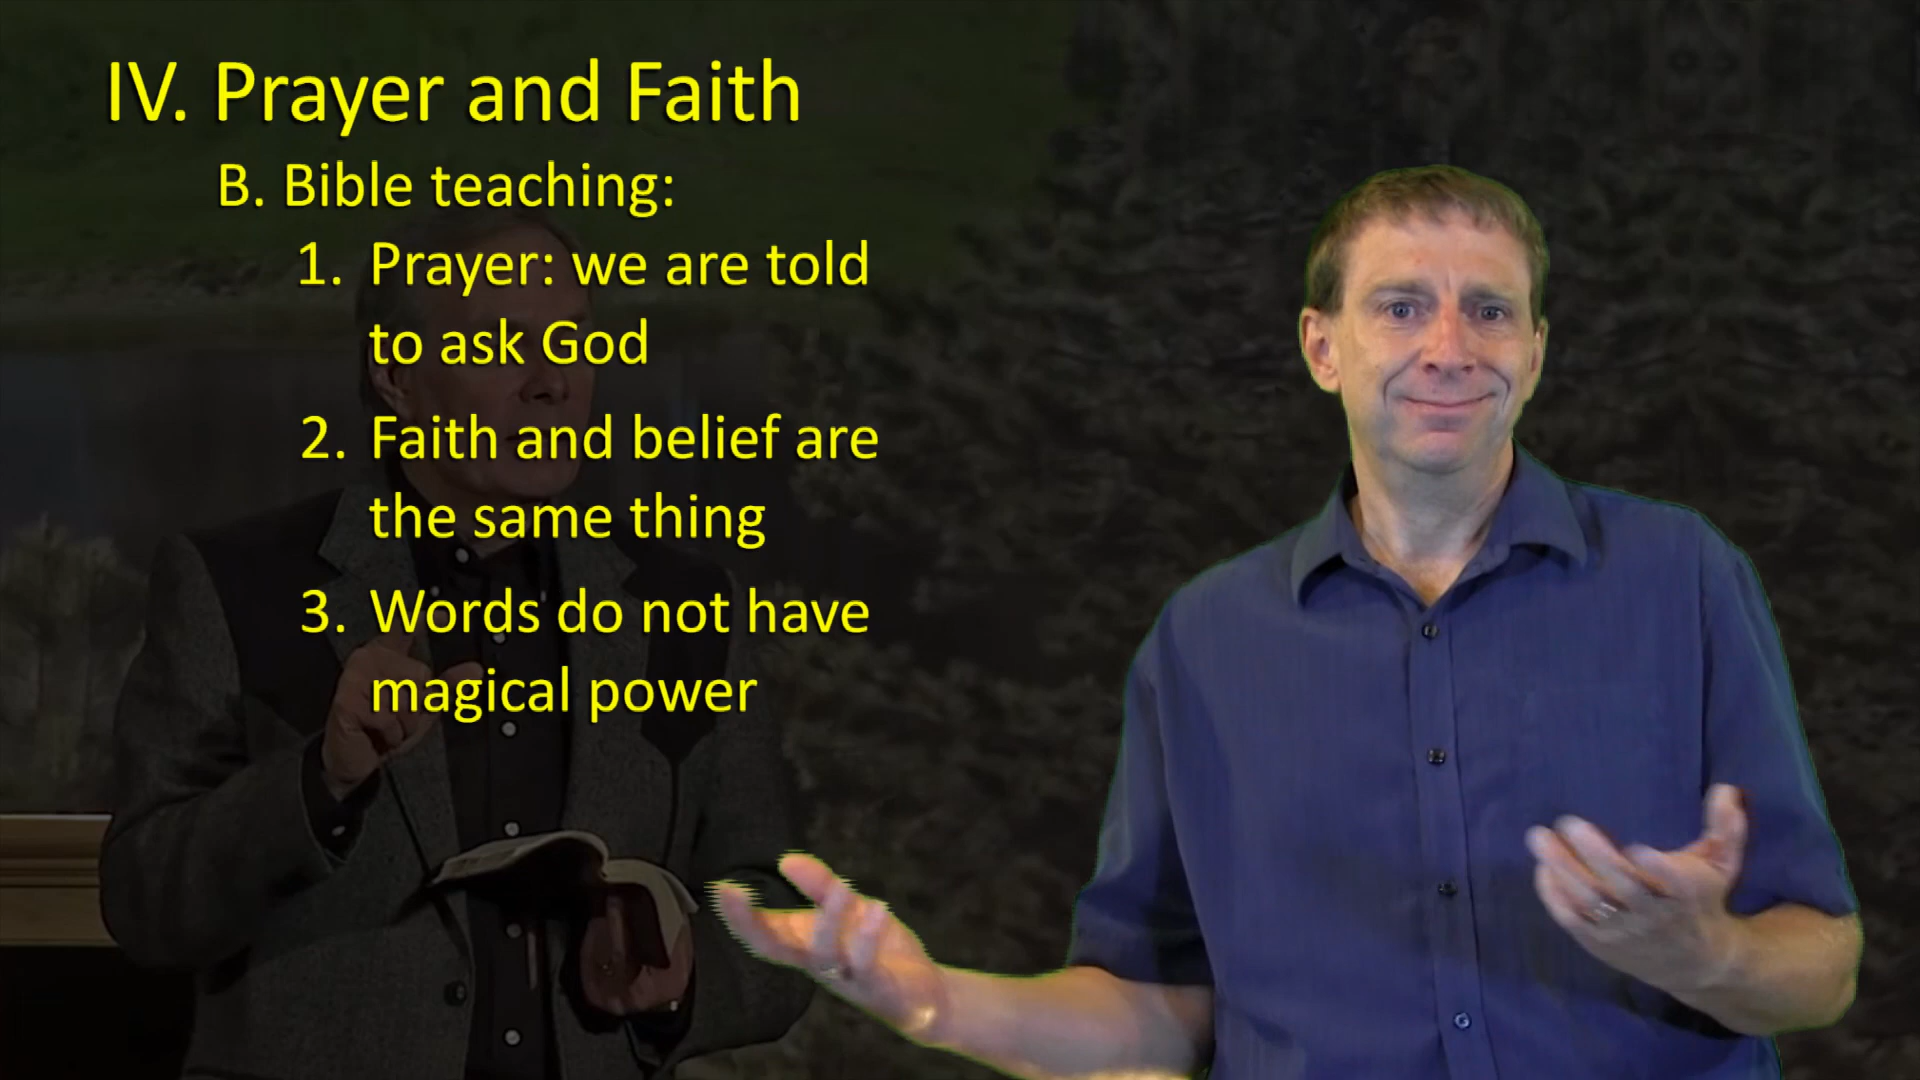 IV. Prayer and Faith
B. Bible teaching:
1. Prayer: we are told
to ask God
2. Faith and belief are
the same thing
3. Words do not have
magical power